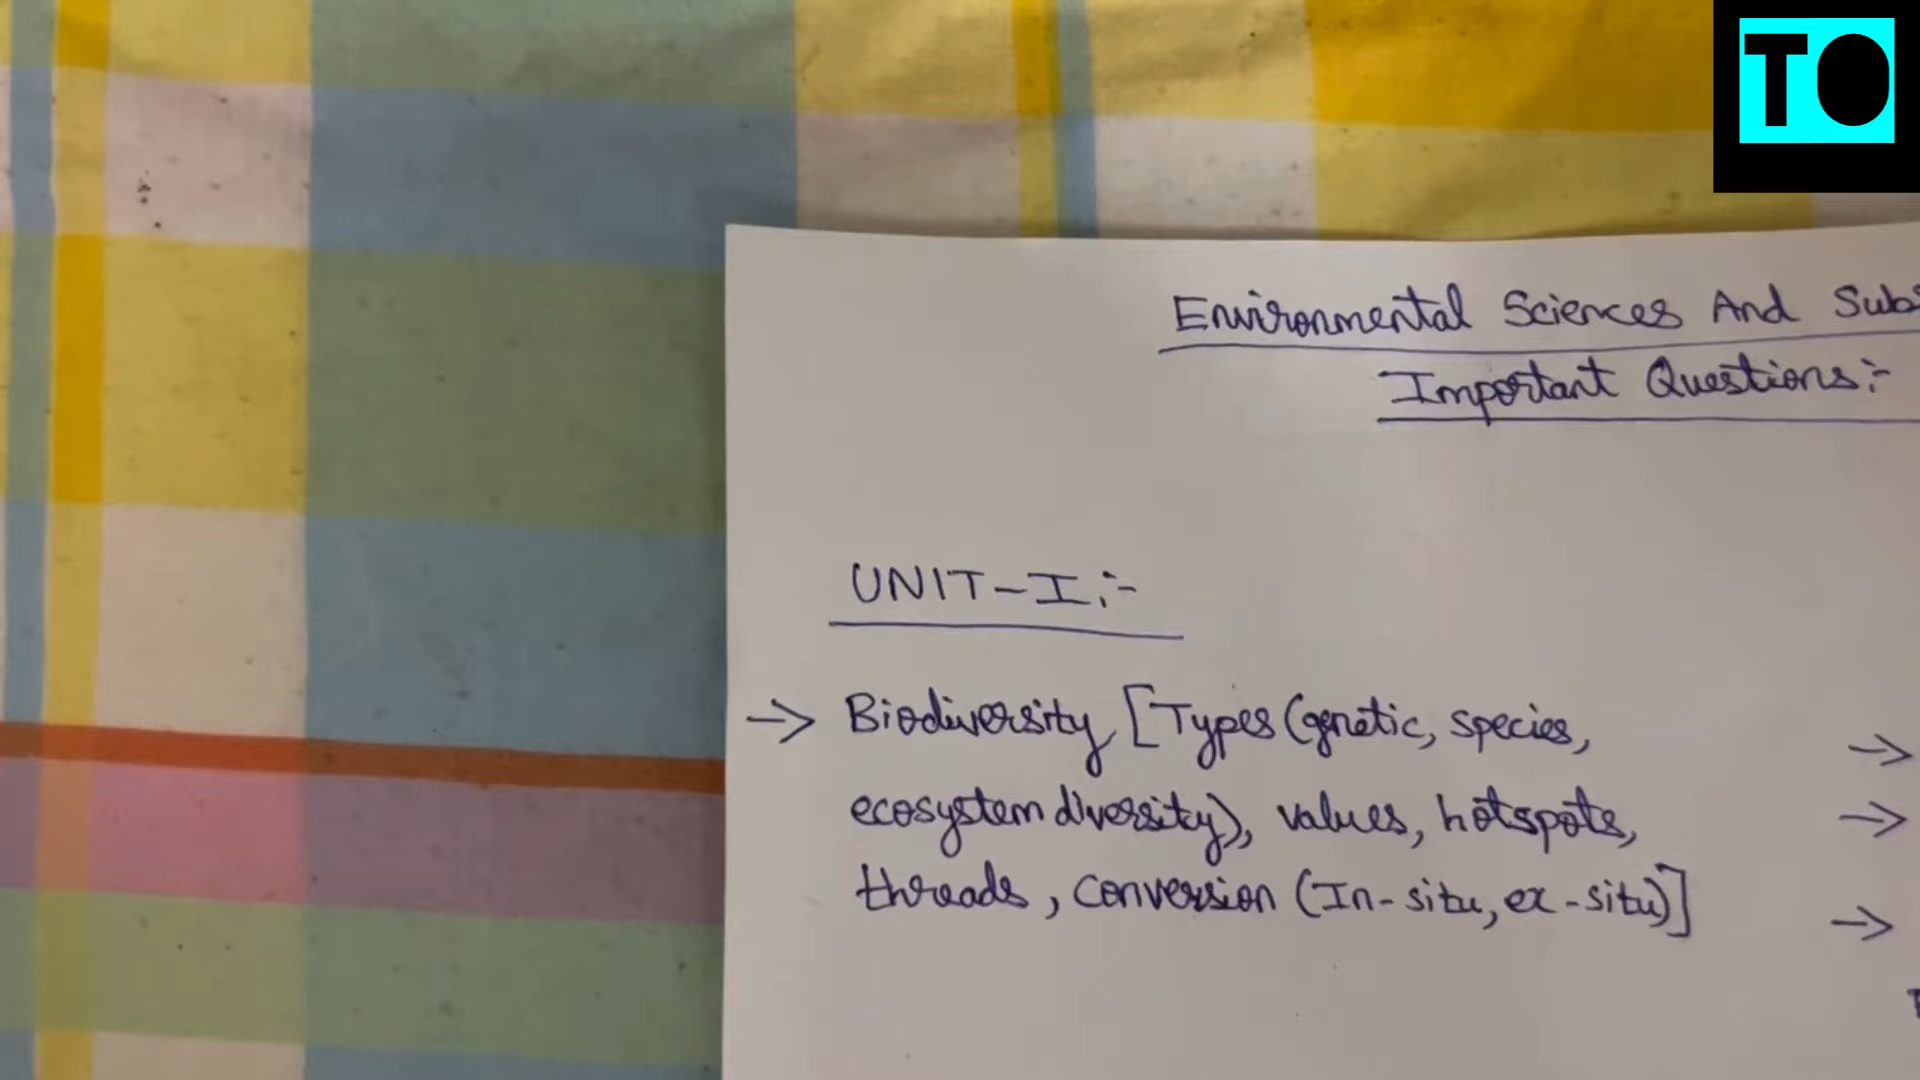 TO
Environmental Sciences And
Important Questions:-
UNIT-I:-
→ Biodiversity [Types (genetic, species,
ecosystem diversity), values, hotspots,
threads, conversion (In-situ, ex-situ)]
→
→
→